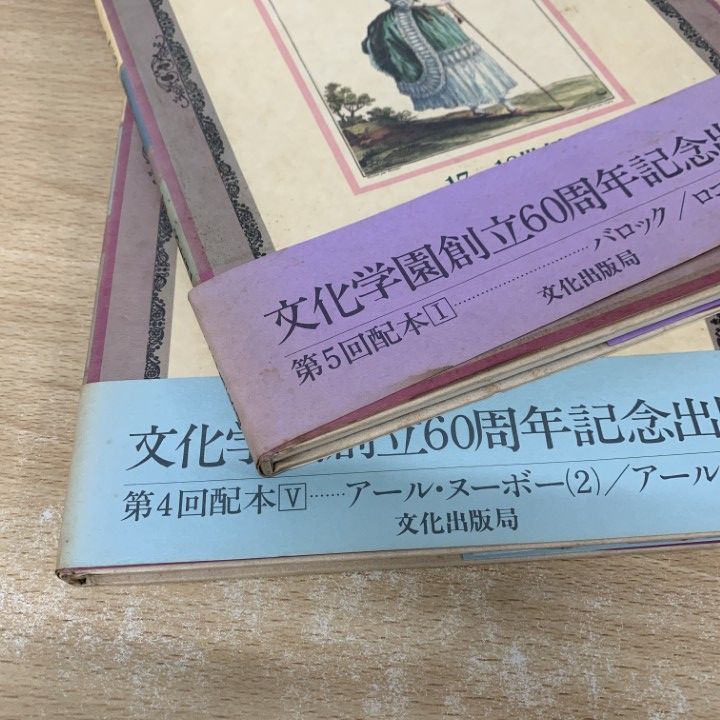 文化学園創立60周年記念出
第5回配本I……バロック/ロコ
文化出版局
文化学園創立60周年記念出
第4回配本V……アール・ヌーボー(2)/アール
文化出版局